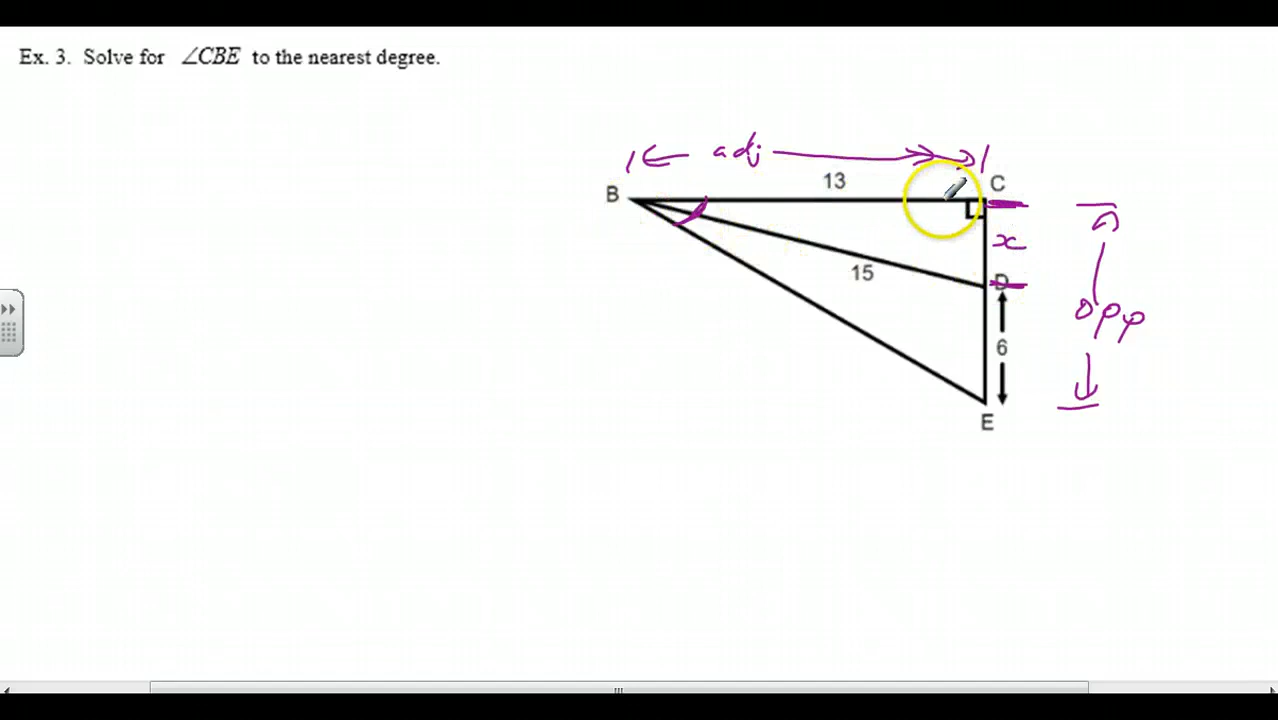 Ex. 3. Solve for ∠CBE to the nearest degree.
adj
13
B
C
x
15
D
opp
6
E